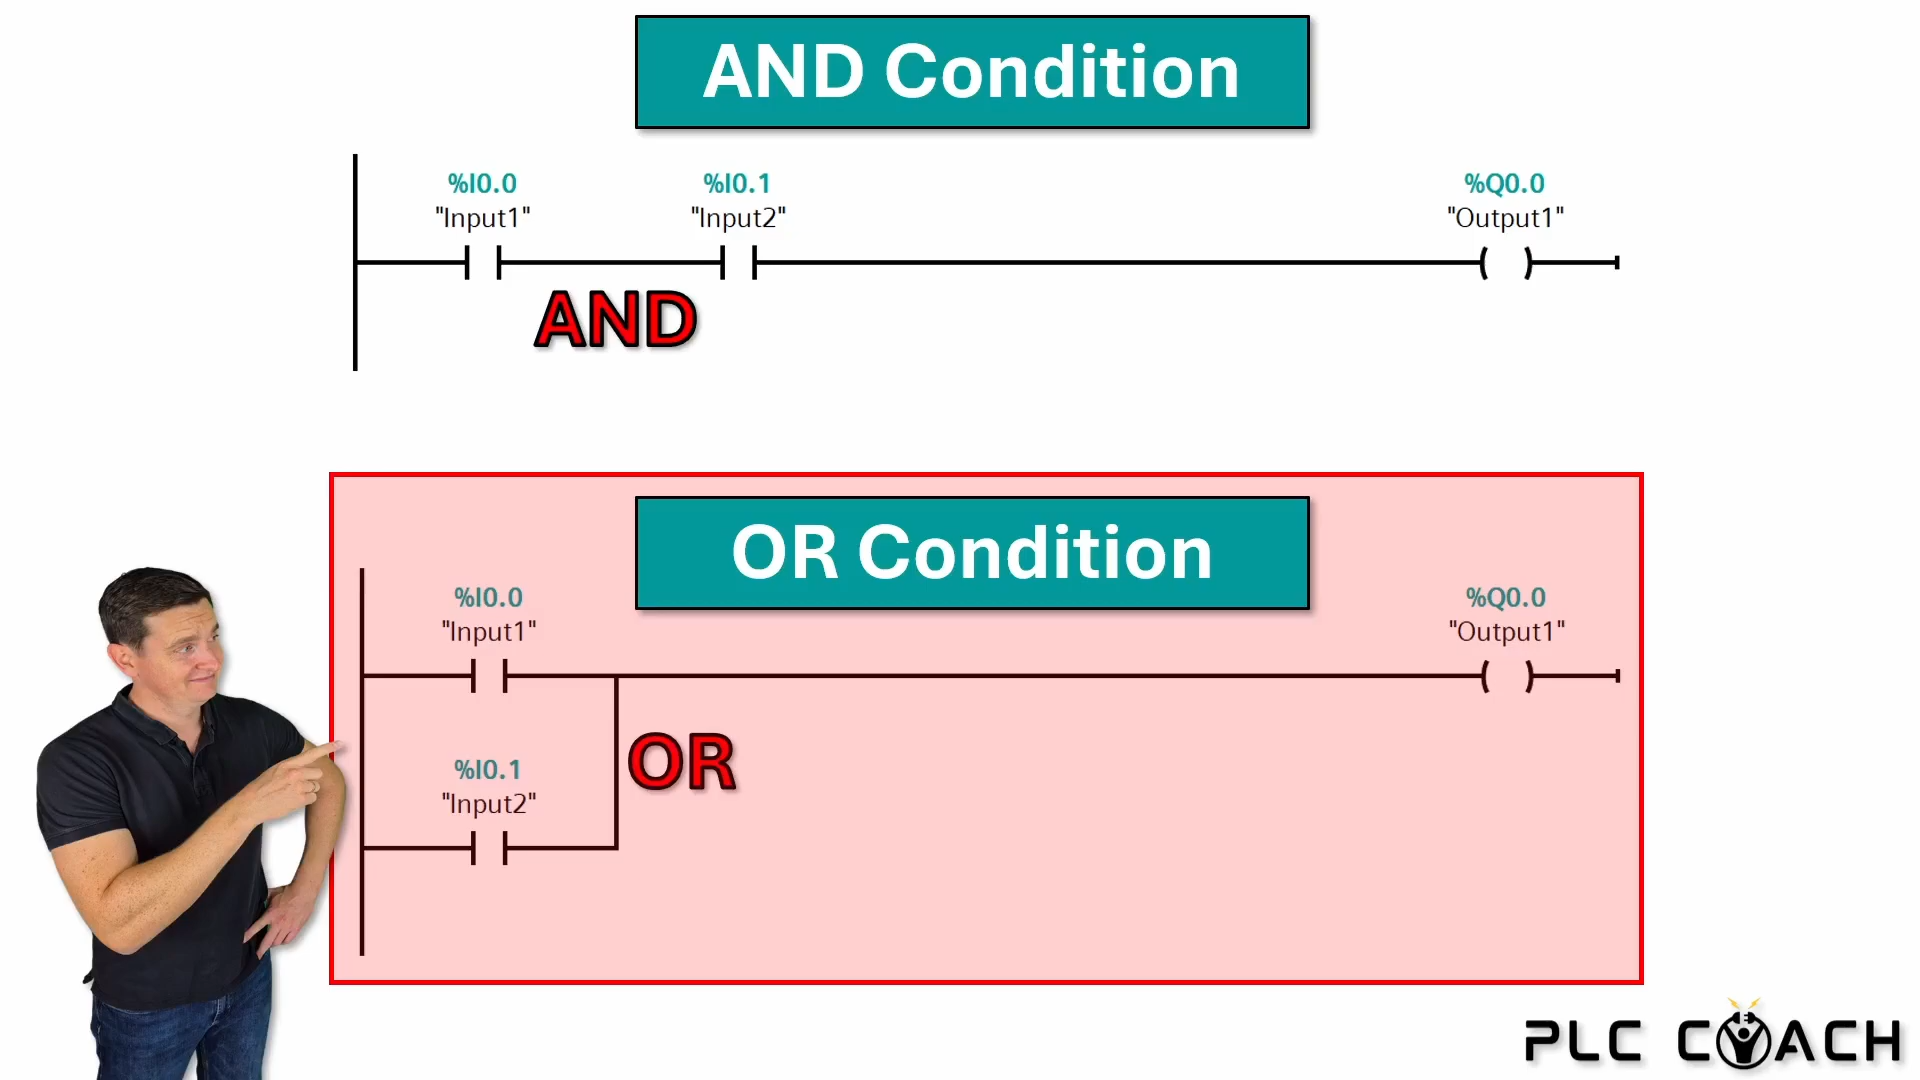 AND Condition
%I0.0 %I0.1 %Q0.0
"Input1" "Input2" "Output1"
AND
OR Condition
%I0.0 %Q0.0
"Input1" "Output1"
OR
%I0.1
"Input2"
PLC COACH